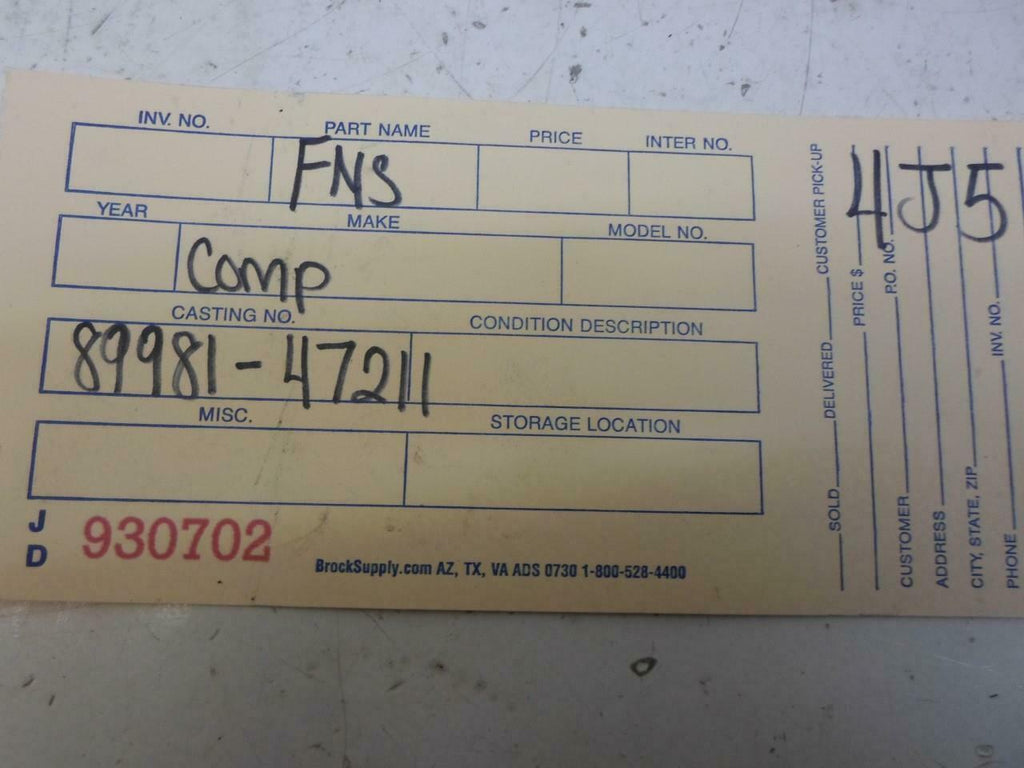 INV. NO. PART NAME PRICE INTER NO.
FNS
YEAR MAKE MODEL NO.
Comp
CASTING NO. CONDITION DESCRIPTION
89981-47211
MISC. STORAGE LOCATION
J
D
930702
BrockSupply.com AZ, TX, VA ADS 0730 1-800-528-4400
SOLD DELIVERED CUSTOMER PICK-UP
PRICE $
CUSTOMER P.O. NO.
ADDRESS
CITY, STATE, ZIP
PHONE INV. NO.
4J5